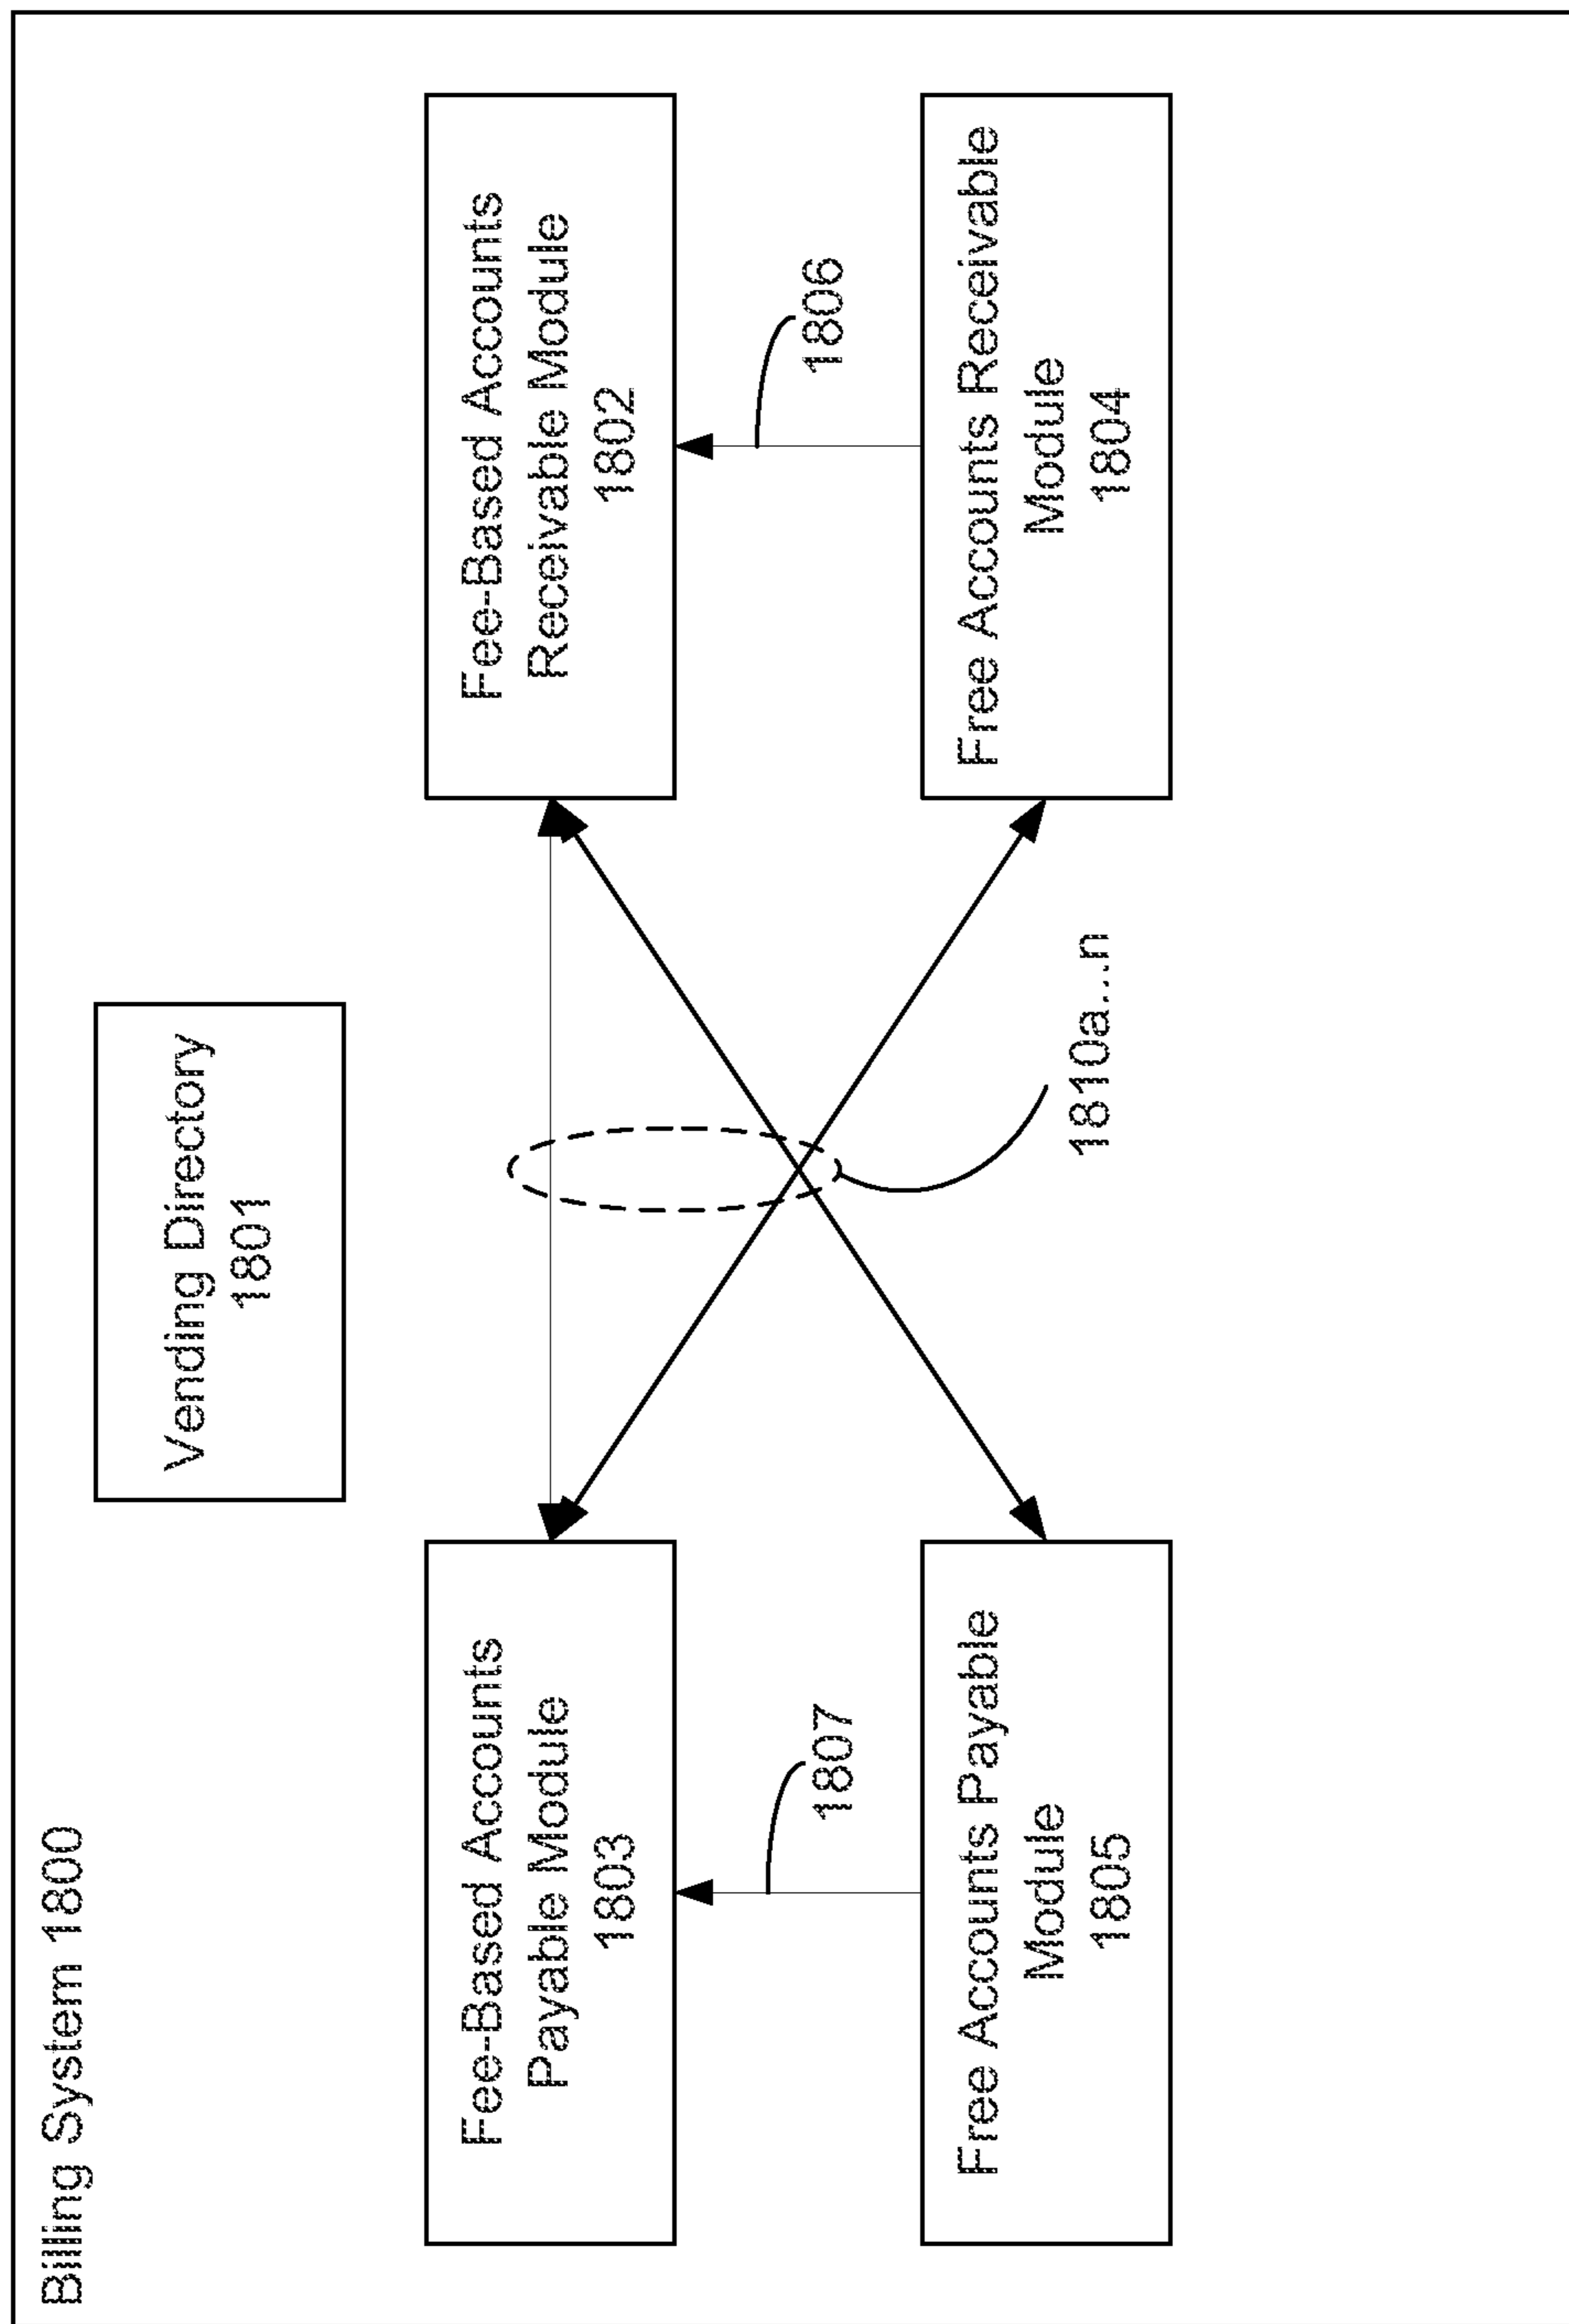 Billing System 1800
Vending Directory
1801
Fee-Based Accounts
Payable Module
1803
Fee-Based Accounts
Receivable Module
1802
1807
1806
Free Accounts Payable
Module
1805
1810a...n
Free Accounts Receivable
Module
1804